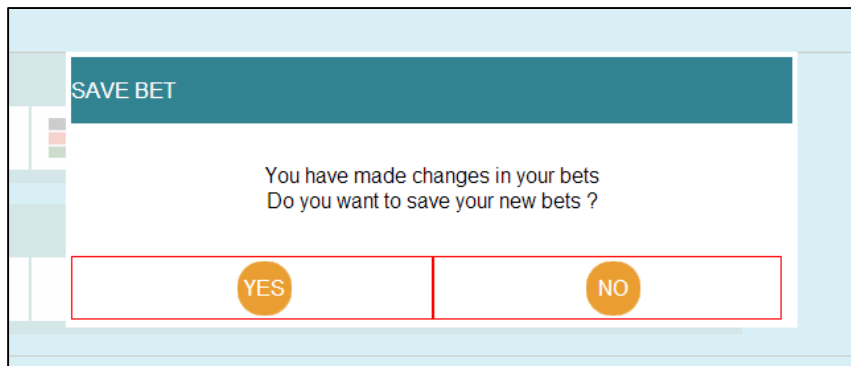 SAVE BET
You have made changes in your bets
Do you want to save your new bets ?
YES
NO